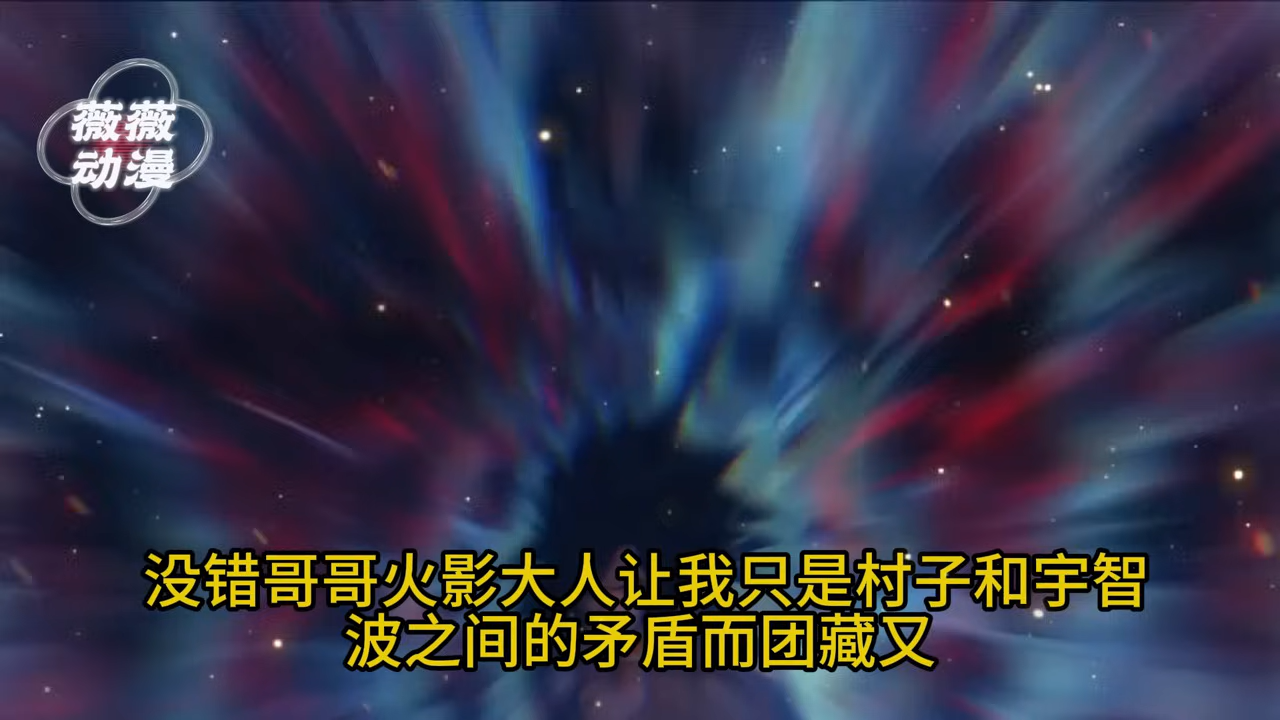 薇薇
动漫
没错哥哥火影大人让我只是村子和宇智
波之间的矛盾而团藏又